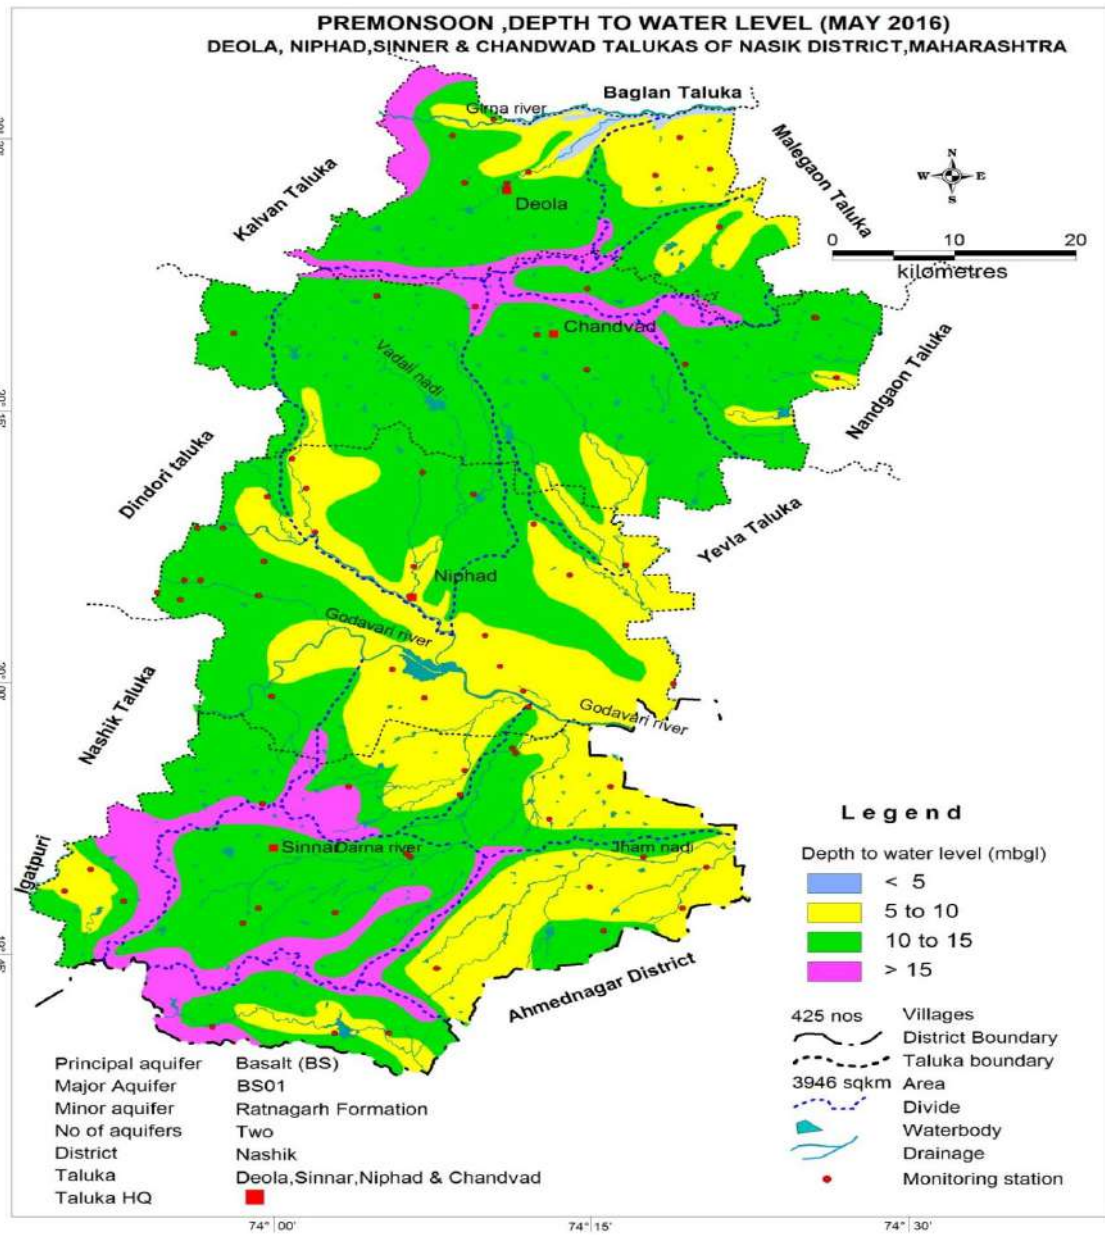 PREMONSOON ,DEPTH TO WATER LEVEL (MAY 2016)
DEOLA, NIPHAD,SINNER & CHANDWAD TALUKAS OF NASIK DISTRICT,MAHARASHTRA
Baglan Taluka
Girna river
Malegaon Taluka
Kalvan Taluka
N
W E
S
Deola
0 10 20
kilometres
Chandvad
Vadali nadi
Nandgaon Taluka
Dindori taluka
Yevla Taluka
Niphad
Godavari river
Nashik Taluka
Godavari river
Igatpuri
Sinnar
Darna river
Jham nadi
Ahmednagar District
Legend
Depth to water level (mbgl)
< 5
5 to 10
10 to 15
> 15
425 nos Villages
District Boundary
Taluka boundary
3946 sqkm Area
Divide
Waterbody
Drainage
Monitoring station
Principal aquifer Basalt (BS)
Major Aquifer BS01
Minor aquifer Ratnagarh Formation
No of aquifers Two
District Nashik
Taluka Deola,Sinnar,Niphad & Chandvad
Taluka HQ
74° 00' 74° 15' 74° 30'